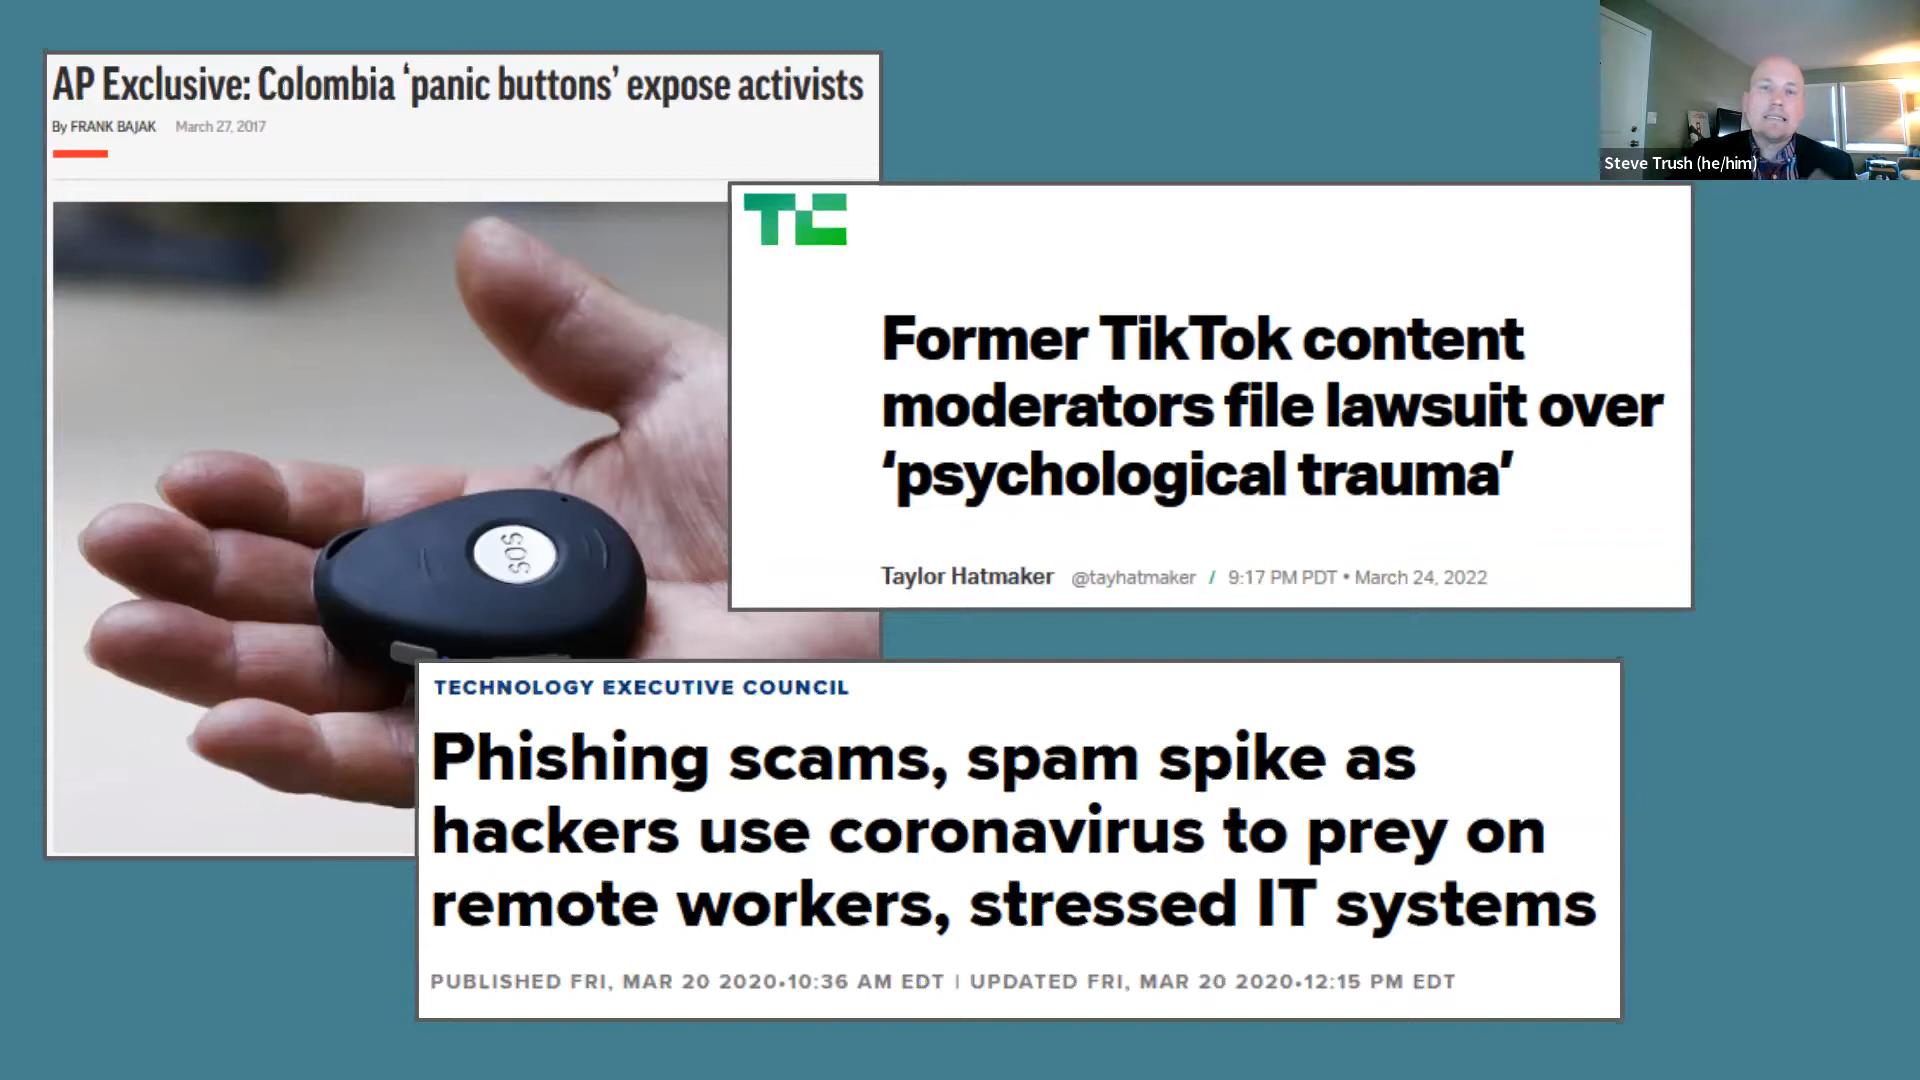 AP Exclusive: Colombia ‘panic buttons’ expose activists
By FRANK BAJAK March 27, 2017
SOS
TC
Former TikTok content
moderators file lawsuit over
‘psychological trauma’
Taylor Hatmaker @tayhatmaker / 9:17 PM PDT • March 24, 2022
TECHNOLOGY EXECUTIVE COUNCIL
Phishing scams, spam spike as
hackers use coronavirus to prey on
remote workers, stressed IT systems
PUBLISHED FRI, MAR 20 2020•10:36 AM EDT | UPDATED FRI, MAR 20 2020•12:15 PM EDT
Steve Trush (he/him)